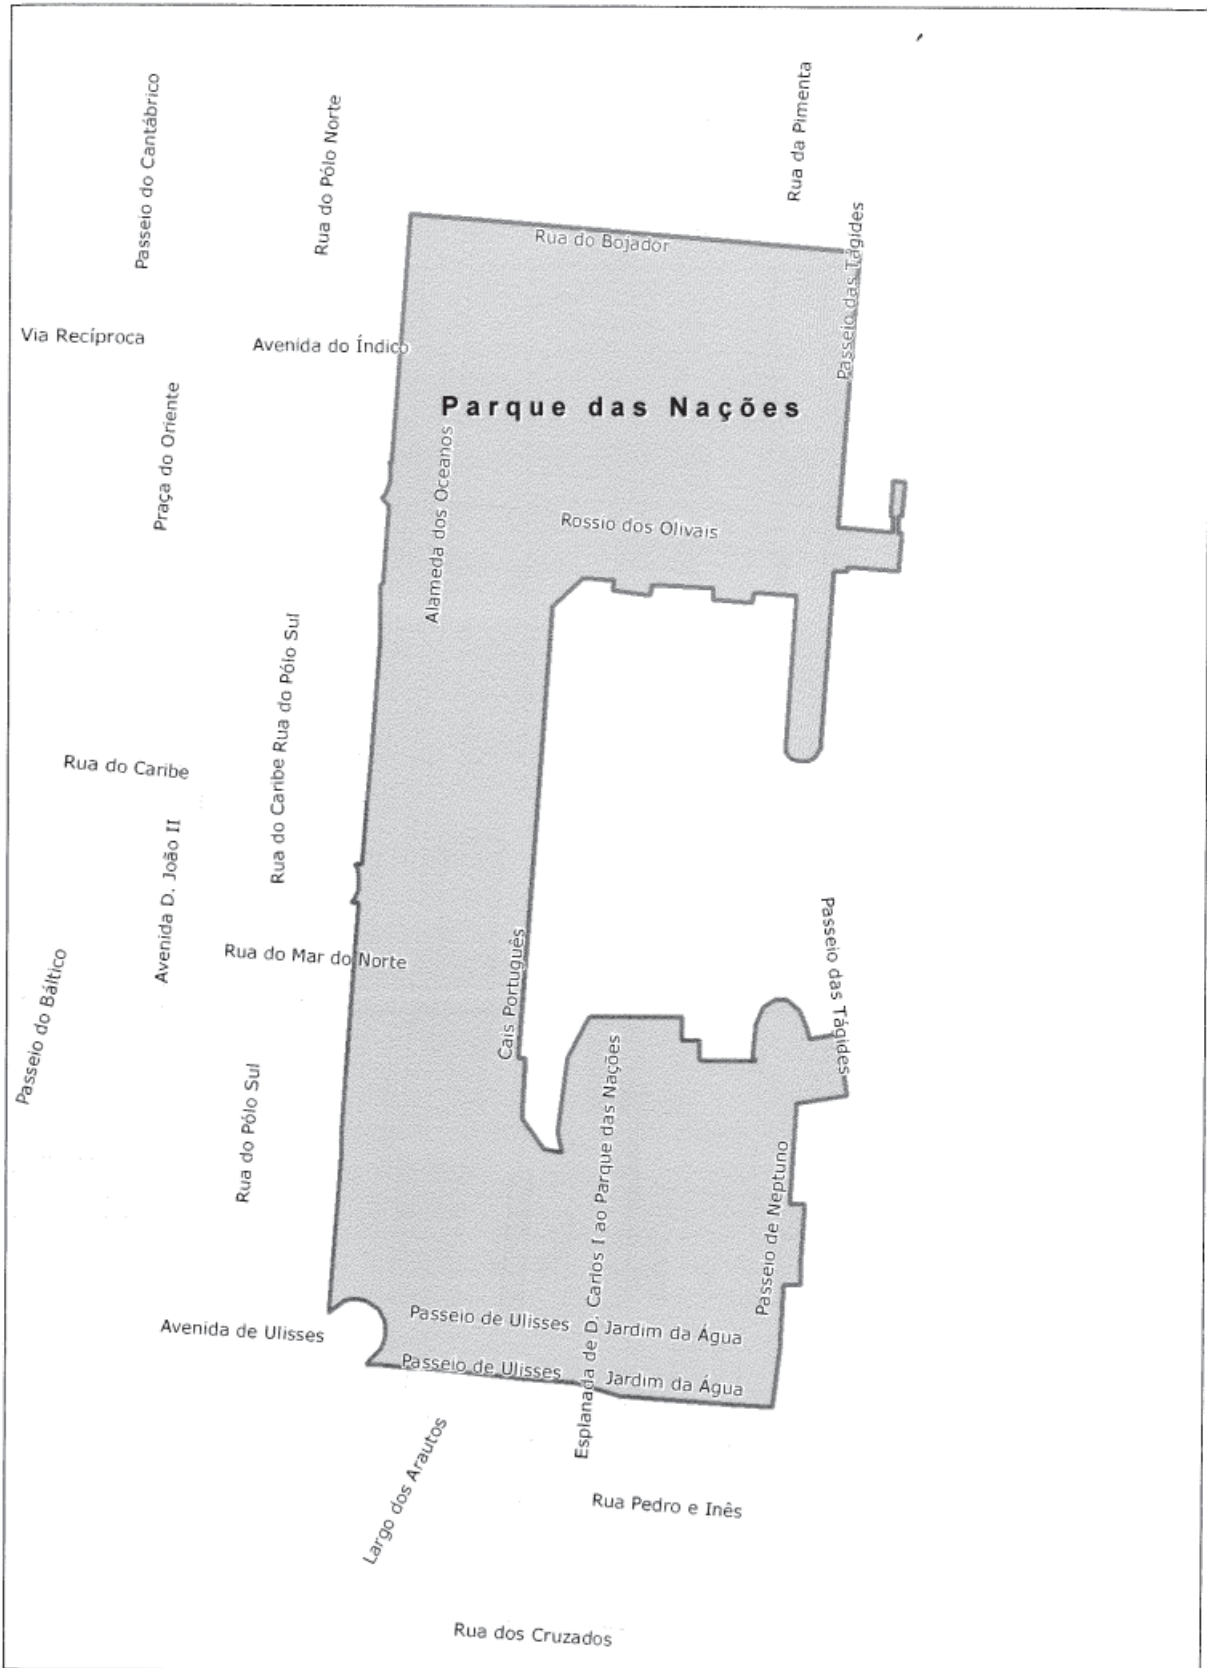 Passeio do Cantábrico
Rua do Pólo Norte
Rua da Pimenta
Rua do Bojador
Passeio das Tágides
Via Recíproca
Avenida do Índico
Parque das Nações
Praça do Oriente
Alameda dos Oceanos
Rossio dos Olivais
Rua do Pólo Sul
Rua do Caribe
Rua do Caribe
Avenida D. João II
Passeio do Báltico
Rua do Mar do Norte
Cais Português
Passeio das Tágides
Rua do Pólo Sul
Esplanada de D. Carlos I ao Parque das Nações
Passeio de Neptuno
Avenida de Ulisses
Passeio de Ulisses
Jardim da Água
Passeio de Ulisses
Jardim da Água
Largo dos Arautos
Rua Pedro e Inês
Rua dos Cruzados